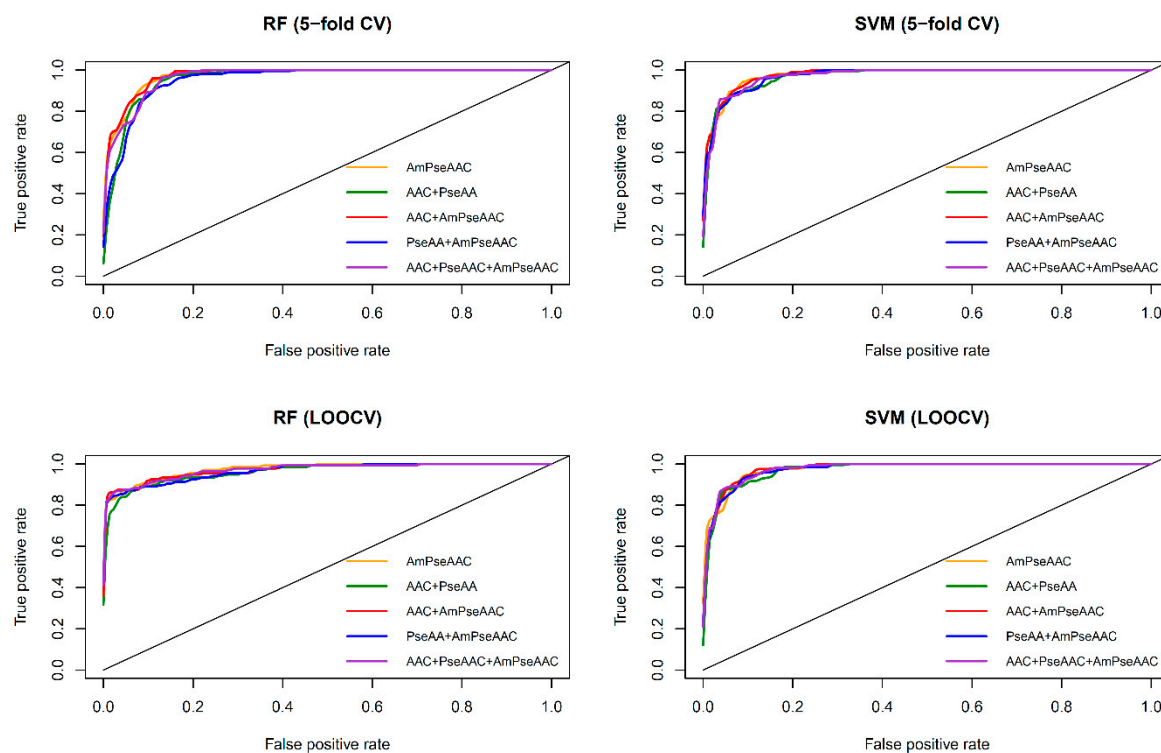 RF (5−fold CV)
True positive rate
1.0
0.8
0.6
0.4
0.2
0.0
AmPseAAC
AAC+PseAA
AAC+AmPseAAC
PseAA+AmPseAAC
AAC+PseAAC+AmPseAAC
0.0 0.2 0.4 0.6 0.8 1.0
False positive rate
SVM (5−fold CV)
True positive rate
1.0
0.8
0.6
0.4
0.2
0.0
AmPseAAC
AAC+PseAA
AAC+AmPseAAC
PseAA+AmPseAAC
AAC+PseAAC+AmPseAAC
0.0 0.2 0.4 0.6 0.8 1.0
False positive rate
RF (LOOCV)
True positive rate
1.0
0.8
0.6
0.4
0.2
0.0
AmPseAAC
AAC+PseAA
AAC+AmPseAAC
PseAA+AmPseAAC
AAC+PseAAC+AmPseAAC
0.0 0.2 0.4 0.6 0.8 1.0
False positive rate
SVM (LOOCV)
True positive rate
1.0
0.8
0.6
0.4
0.2
0.0
AmPseAAC
AAC+PseAA
AAC+AmPseAAC
PseAA+AmPseAAC
AAC+PseAAC+AmPseAAC
0.0 0.2 0.4 0.6 0.8 1.0
False positive rate